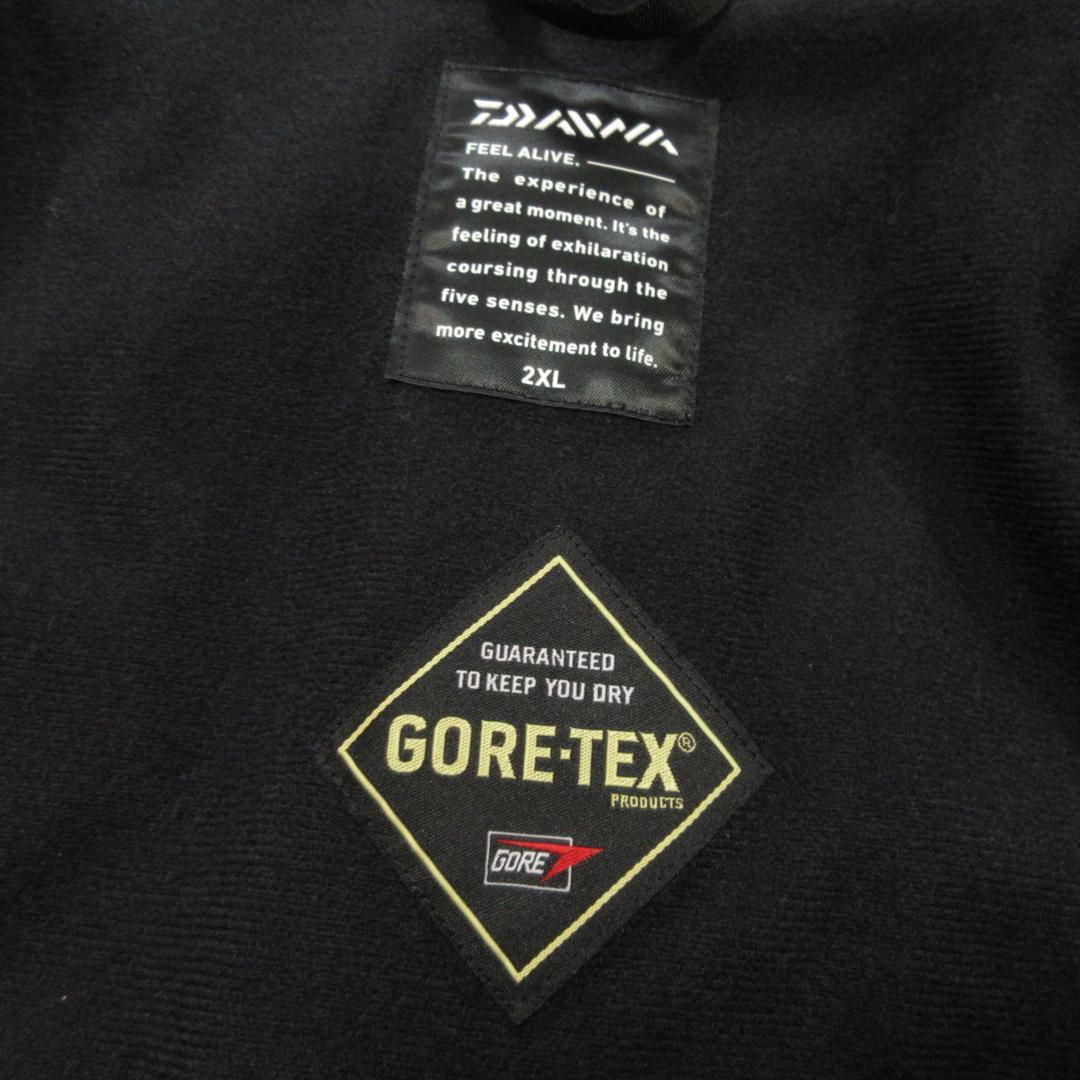 DAIWA
FEEL ALIVE.
The experience of
a great moment. It's the
feeling of exhilaration
coursing through the
five senses. We bring
more excitement to life.
2XL
GUARANTEED
TO KEEP YOU DRY
GORE-TEX®
PRODUCTS
GORE